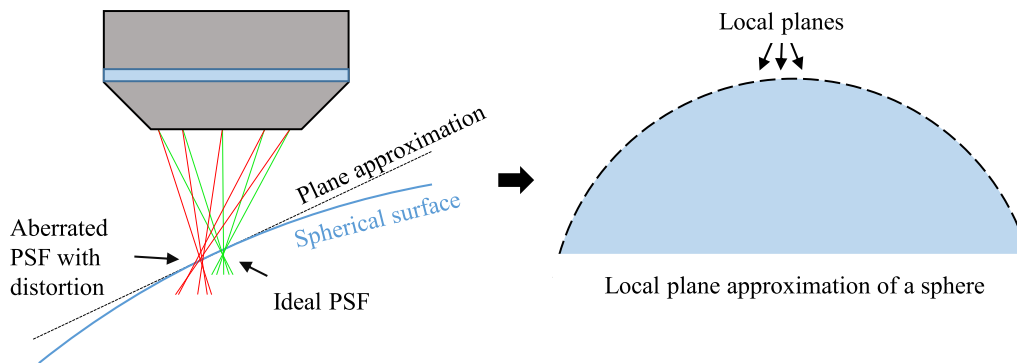 Plane approximation
Spherical surface
Aberrated
PSF with
distortion
Ideal PSF
Local planes
Local plane approximation of a sphere